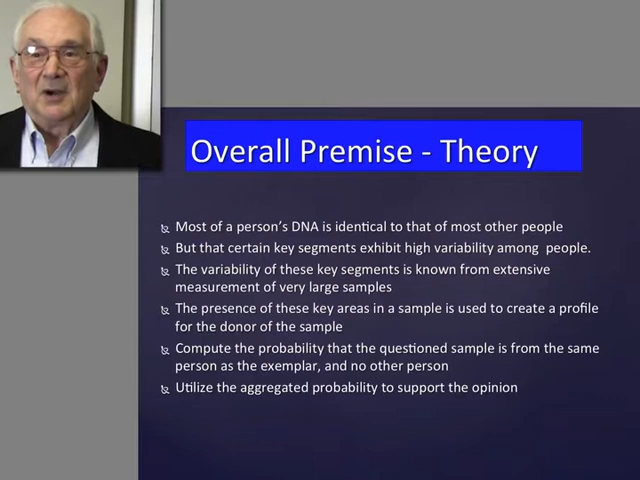 Overall Premise - Theory
Most of a person's DNA is identical to that of most other people
But that certain key segments exhibit high variability among people.
The variability of these key segments is known from extensive
measurement of very large samples
The presence of these key areas in a sample is used to create a profile
for the donor of the sample
Compute the probability that the questioned sample is from the same
person as the exemplar, and no other person
Utilize the aggregated probability to support the opinion